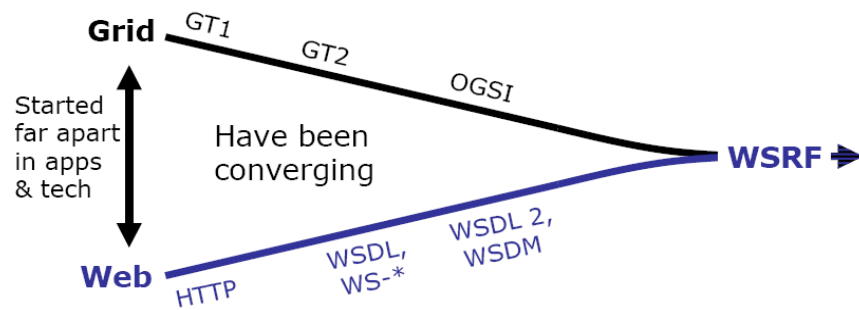 Grid
GT1
GT2
OGSI
Started
far apart
in apps
& tech
Have been
converging
WSRF
Web
HTTP
WSDL,
WS-*
WSDL 2,
WSDM